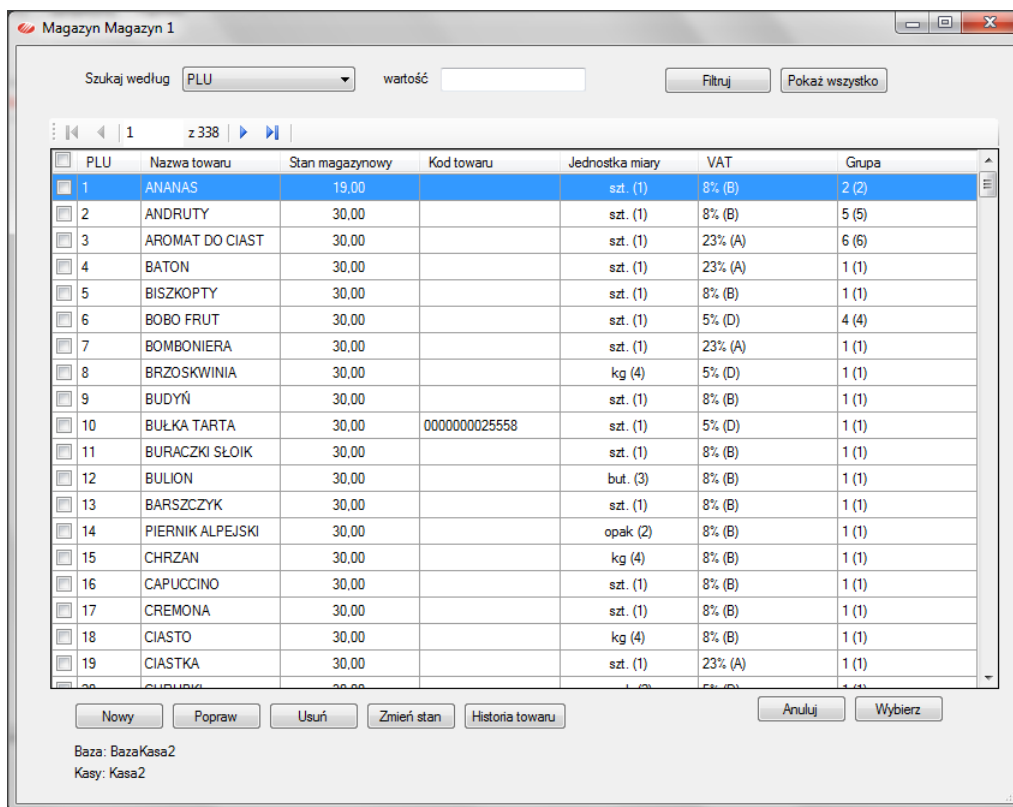 Magazyn Magazyn 1
Szukaj według PLU wartość Filtruj Pokaż wszystko
1 z 338
PLU Nazwa towaru Stan magazynowy Kod towaru Jednostka miary VAT Grupa
1 ANANAS 19,00 szt. (1) 8% (B) 2 (2)
2 ANDRUTY 30,00 szt. (1) 8% (B) 5 (5)
3 AROMAT DO CIAST 30,00 szt. (1) 23% (A) 6 (6)
4 BATON 30,00 szt. (1) 23% (A) 1 (1)
5 BISZKOPTY 30,00 szt. (1) 8% (B) 1 (1)
6 BOBO FRUT 30,00 szt. (1) 5% (D) 4 (4)
7 BOMBONIERA 30,00 szt. (1) 23% (A) 1 (1)
8 BRZOSKWINIA 30,00 kg (4) 5% (D) 1 (1)
9 BUDYŃ 30,00 szt. (1) 8% (B) 1 (1)
10 BUŁKA TARTA 30,00 0000000025558 szt. (1) 5% (D) 1 (1)
11 BURACZKI SŁOIK 30,00 szt. (1) 8% (B) 1 (1)
12 BULION 30,00 but. (3) 8% (B) 1 (1)
13 BARSZCZYK 30,00 szt. (1) 8% (B) 1 (1)
14 PIERNIK ALPEJSKI 30,00 opak (2) 8% (B) 1 (1)
15 CHRZAN 30,00 kg (4) 8% (B) 1 (1)
16 CAPUCCINO 30,00 szt. (1) 8% (B) 1 (1)
17 CREMONA 30,00 szt. (1) 8% (B) 1 (1)
18 CIASTO 30,00 kg (4) 8% (B) 1 (1)
19 CIASTKA 30,00 szt. (1) 23% (A) 1 (1)
Nowy Popraw Usuń Zmień stan Historia towaru Anuluj Wybierz
Baza: BazaKasa2
Kasy: Kasa2